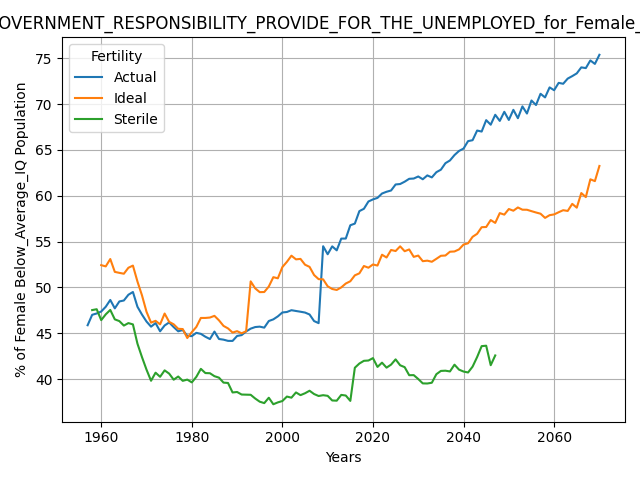 OVERNMENT_RESPONSIBILITY_PROVIDE_FOR_THE_UNEMPLOYED_for_Female_
Fertility
Actual
Ideal
Sterile
% of Female Below_Average_IQ Population
75
70
65
60
55
50
45
40
1960 1980 2000 2020 2040 2060
Years